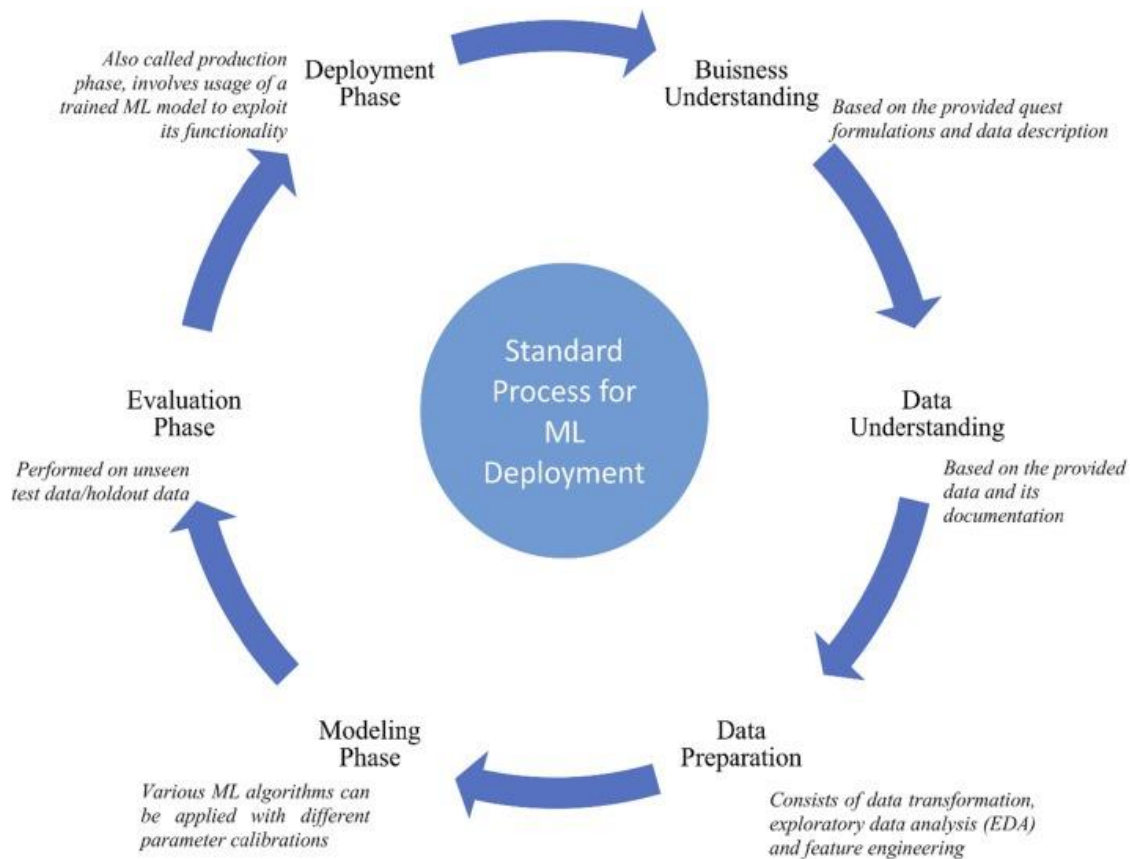 Deployment
Phase
Also called production
phase, involves usage of a
trained ML model to exploit
its functionality
Buisness
Understanding
Based on the provided quest
formulations and data description
Standard
Process for
ML
Deployment
Evaluation
Phase
Performed on unseen
test data/holdout data
Data
Understanding
Based on the provided
data and its
documentation
Modeling
Phase
Various ML algorithms can
be applied with different
parameter calibrations
Data
Preparation
Consists of data transformation,
exploratory data analysis (EDA)
and feature engineering